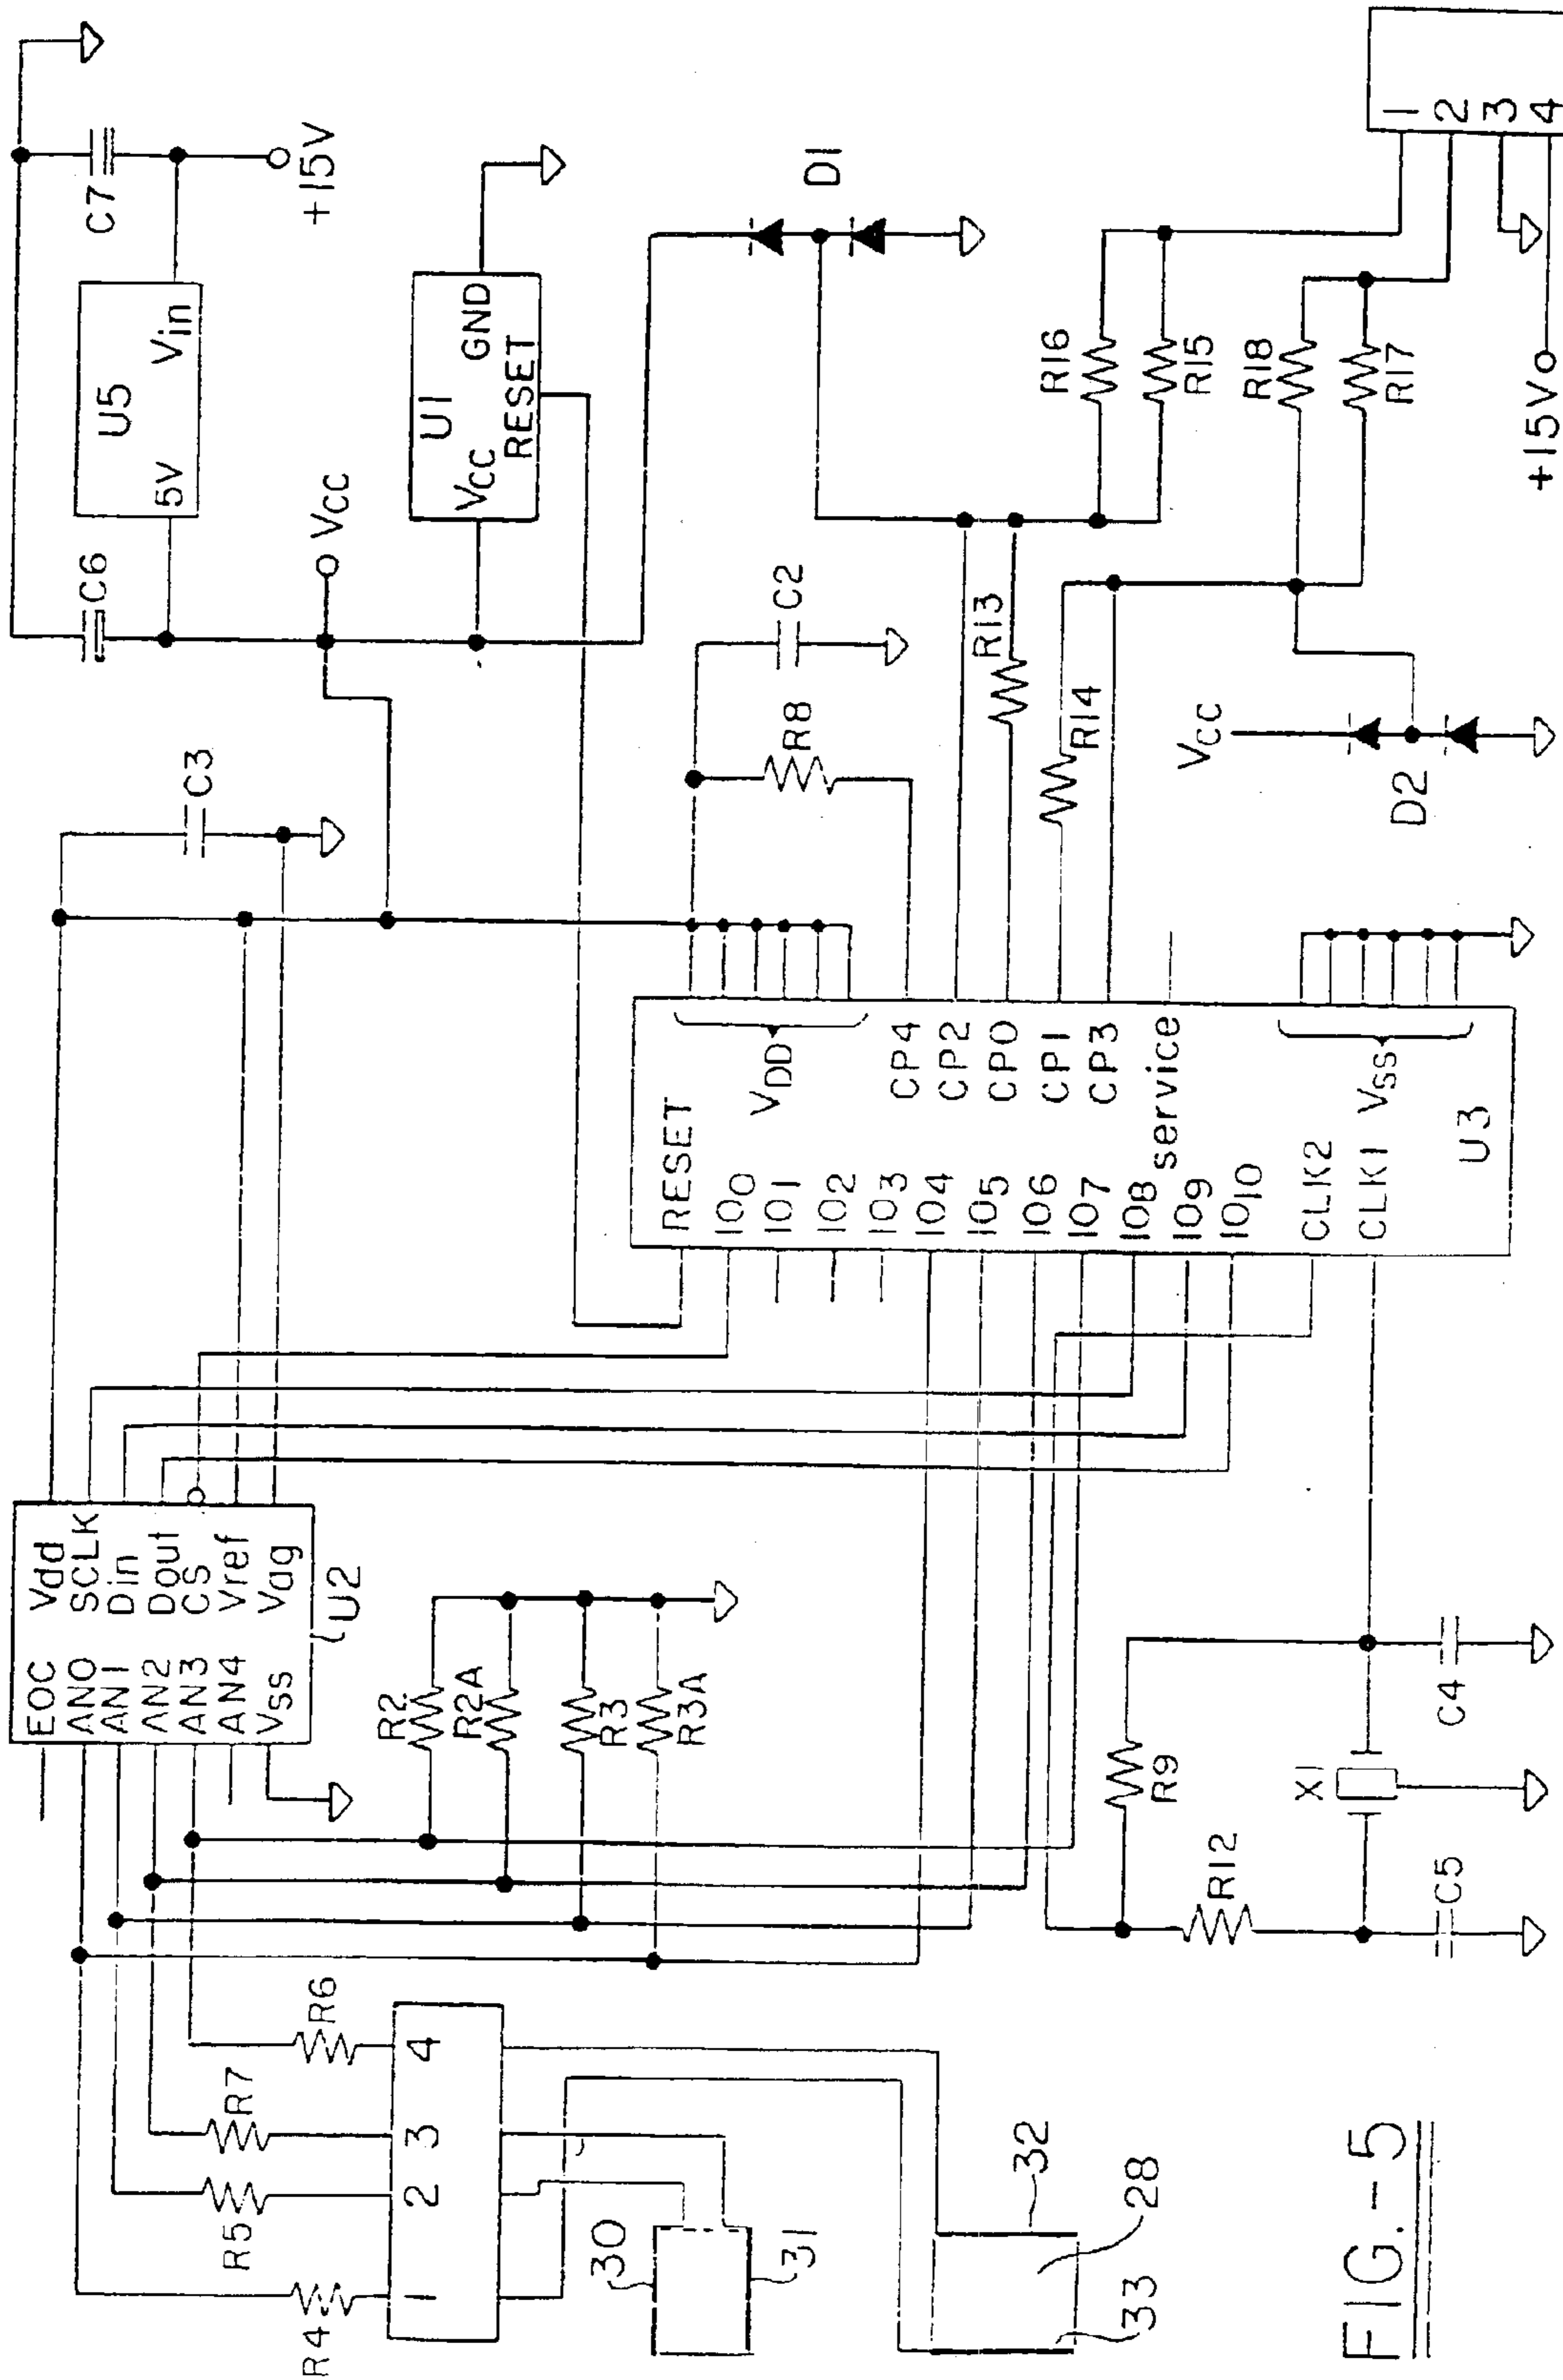 C7
+15V
U5
Vin
5V
C6
VCC
U1
VCC
GND
RESET
D1
C3
C2
R8
R13
R14
R16
R15
R18
R17
1
2
3
4
+15V
VCC
D2
EOC
AN0
AN1
AN2
AN3
AN4
Vss
Vdd
SCLK
Din
Dout
CS
Vref
Vag
U2
R2
R2A
R3
R3A
RESET
IO0
IO1
IO2
IO3
IO4
IO5
IO6
IO7
IO8
IO9
IO10
CLK2
CLK1
VDD
CP4
CP2
CP0
CP1
CP3
service
VSS
U3
R9
R12
X1
C4
C5
R4
R5
R7
R6
1
2
3
4
30
31
32
28
33
FIG.-5